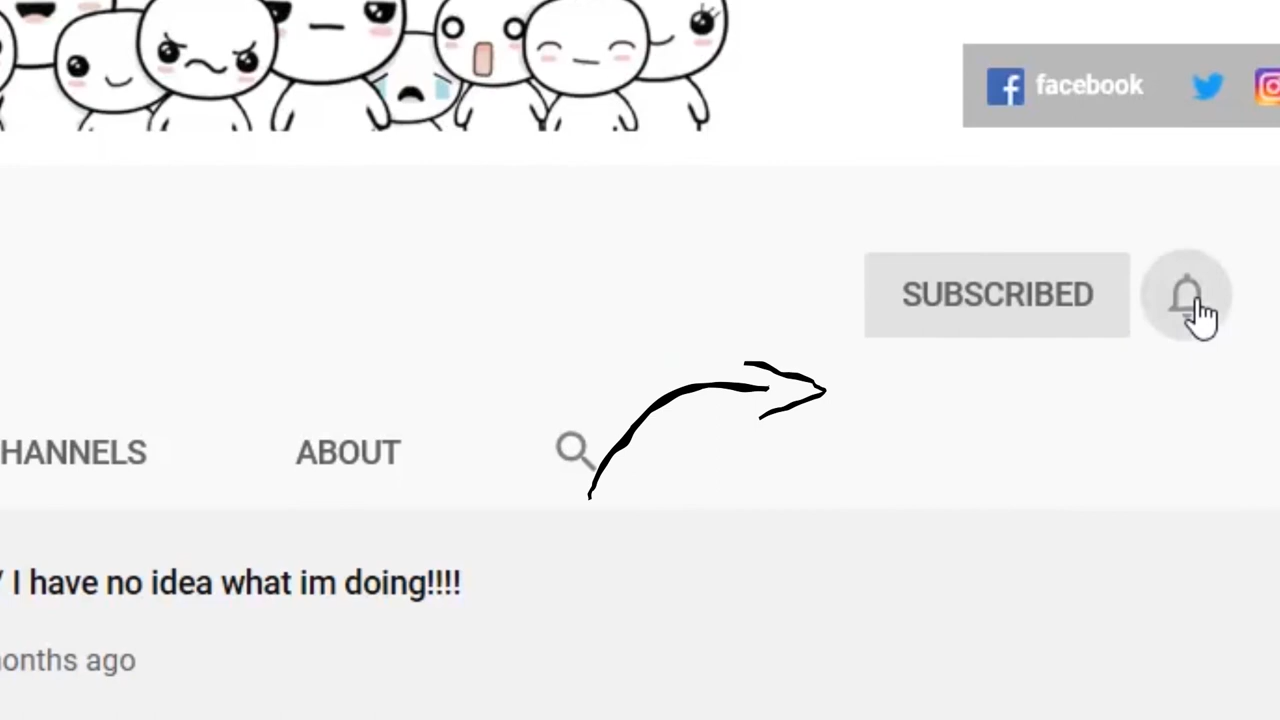 facebook
SUBSCRIBED
HANNELS ABOUT
I have no idea what im doing!!!!
onths ago